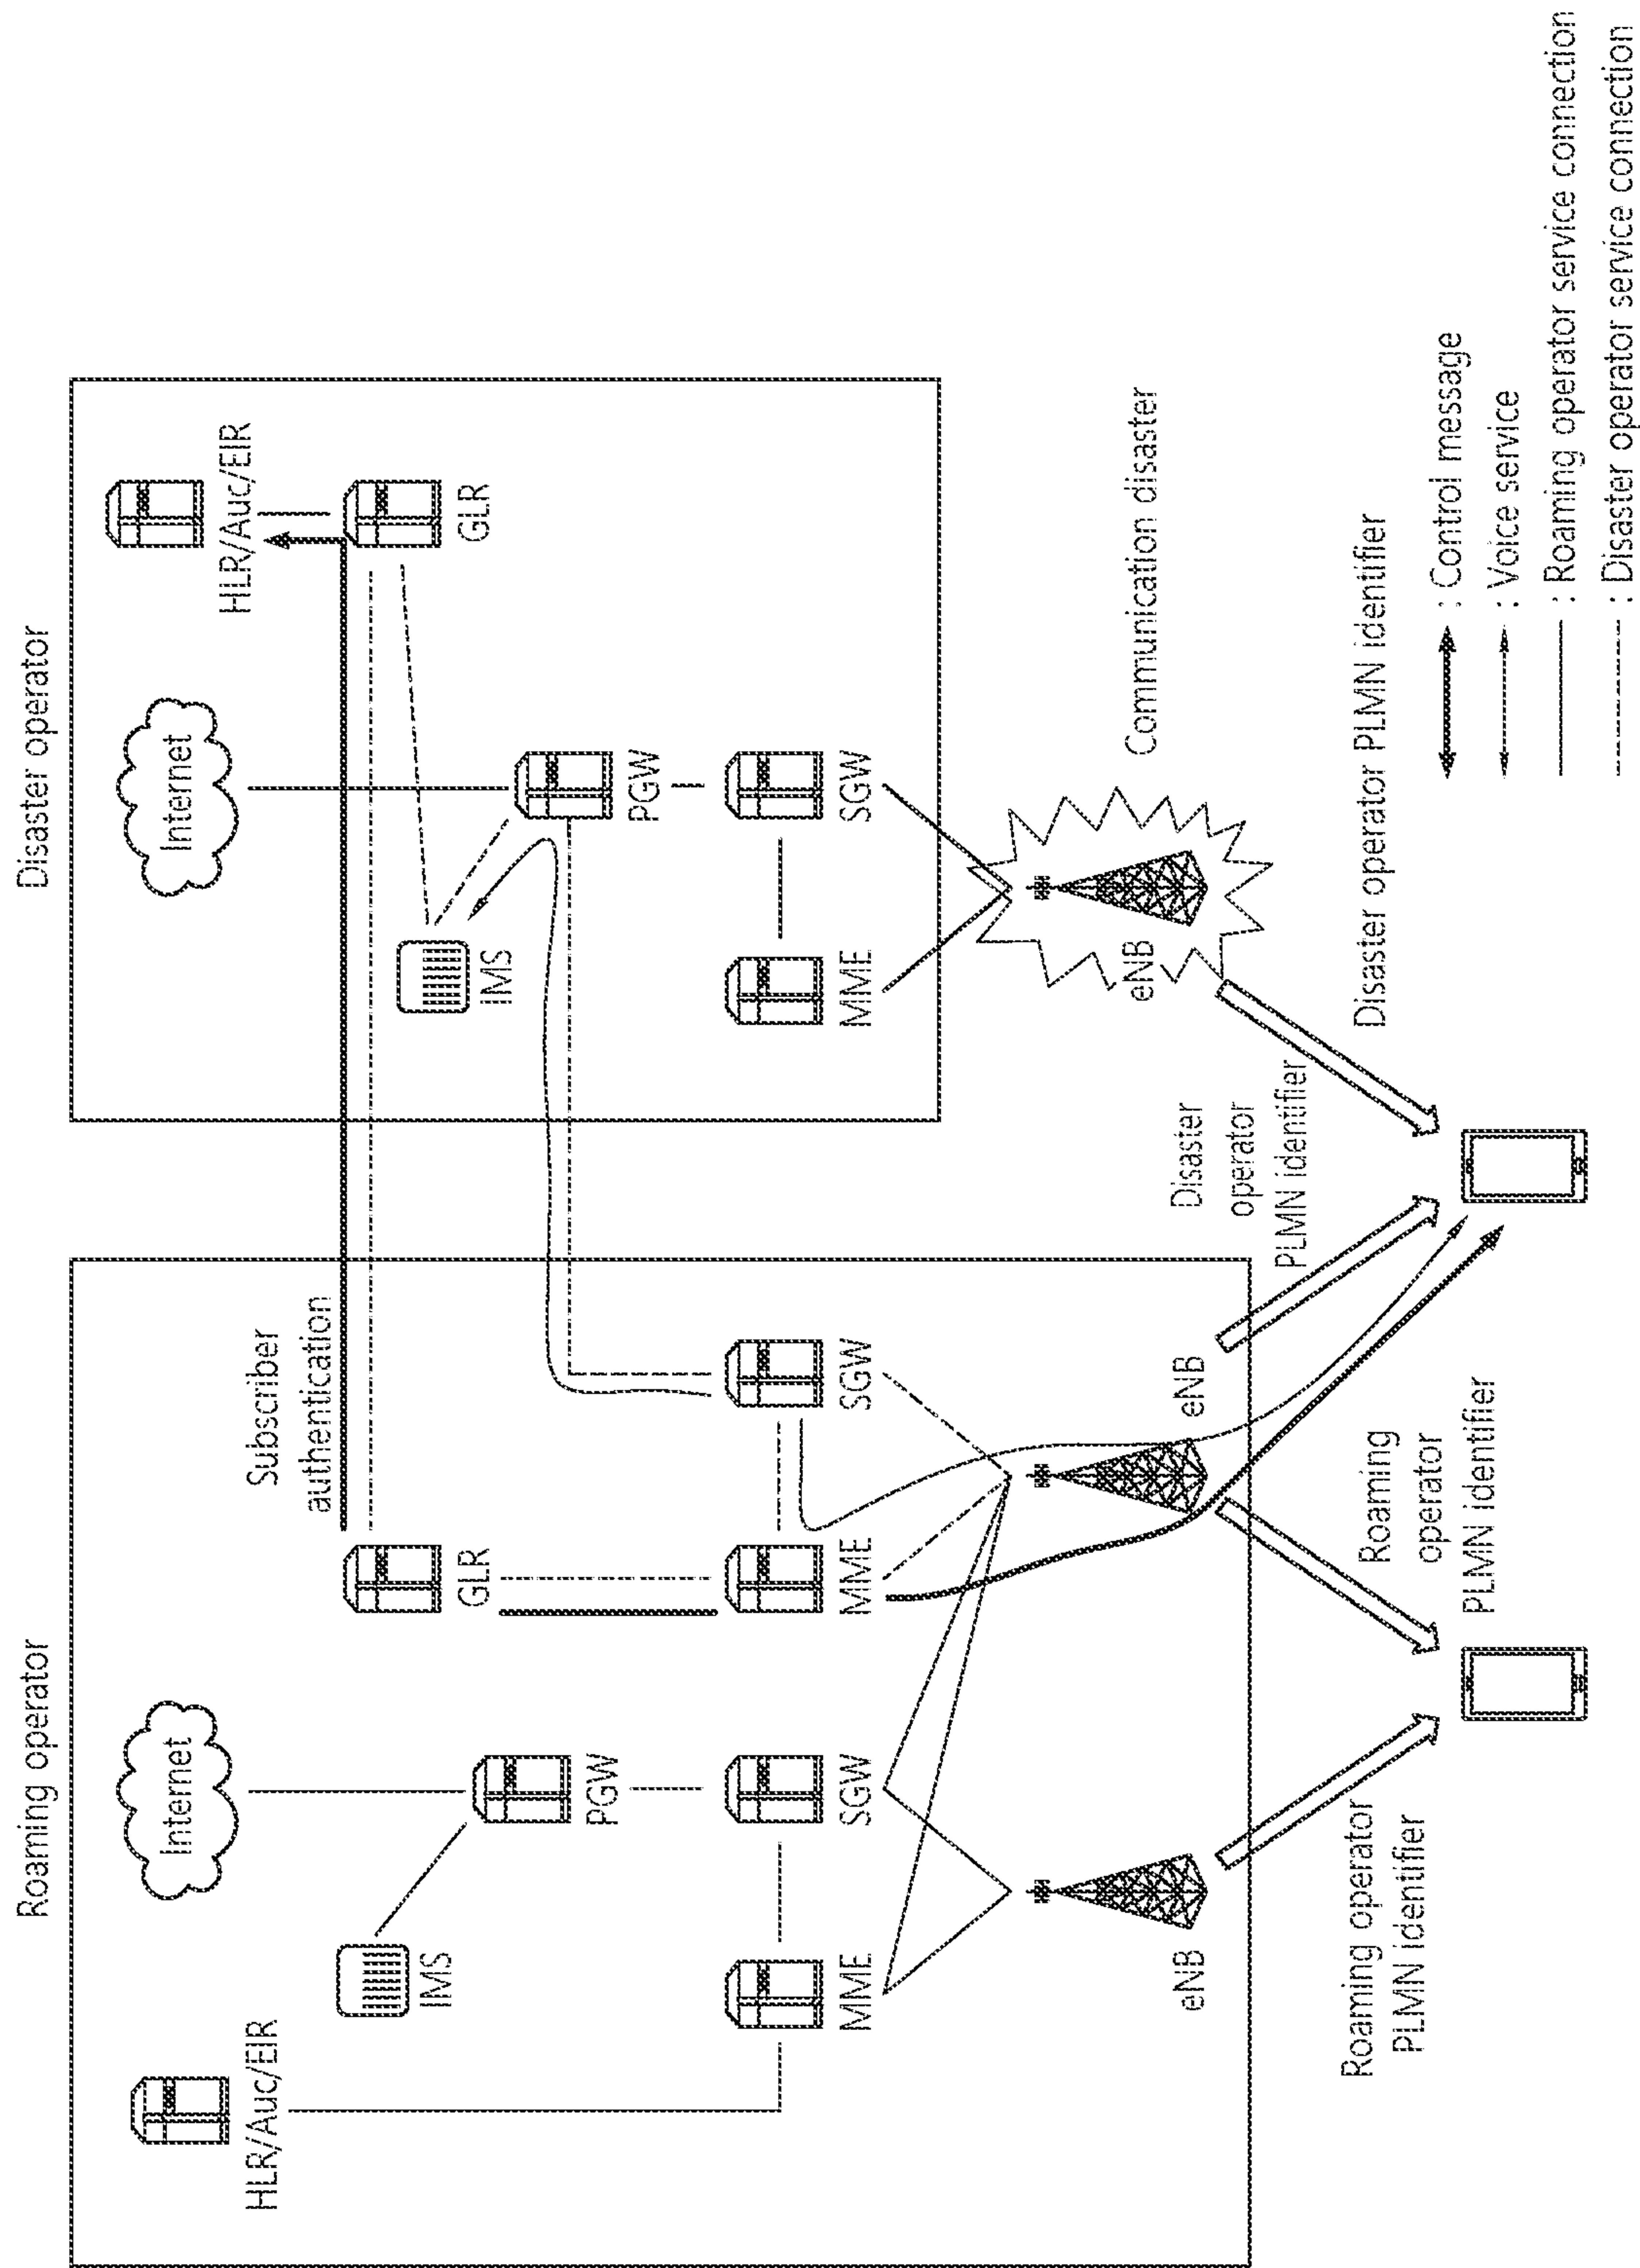 Roaming operator
Disaster operator
HLR/Auc/EIR
Internet
IMS
PGW
MME
SGW
eNB
GLR
MME
SGW
eNB
Subscriber
authentication
Internet
IMS
PGW
MME
SGW
HLR/Auc/EIR
GLR
eNB
Communication disaster
Roaming operator
PLMN identifier
Roaming
operator
PLMN identifier
Disaster
operator
PLMN identifier
Disaster operator PLMN identifier
: Control message
: Voice service
: Roaming operator service connection
: Disaster operator service connection